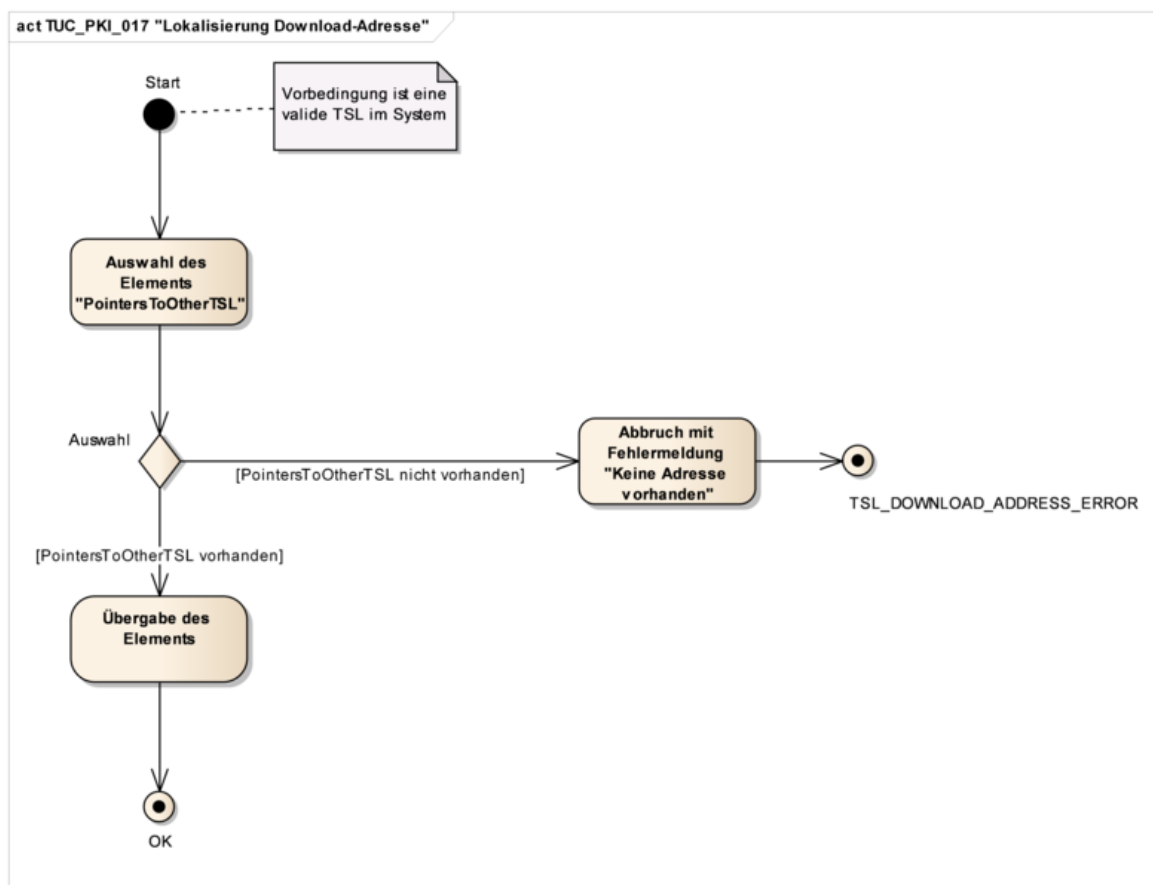 act TUC_PKI_017 "Lokalisierung Download-Adresse"
Start
Vorbedingung ist eine
valide TSL im System
Auswahl des
Elements
"PointersToOtherTSL"
Auswahl
[PointersToOtherTSL nicht vorhanden]
Abbruch mit
Fehlermeldung
"Keine Adresse
vorhanden"
TSL_DOWNLOAD_ADDRESS_ERROR
[PointersToOtherTSL vorhanden]
Übergabe des
Elements
OK